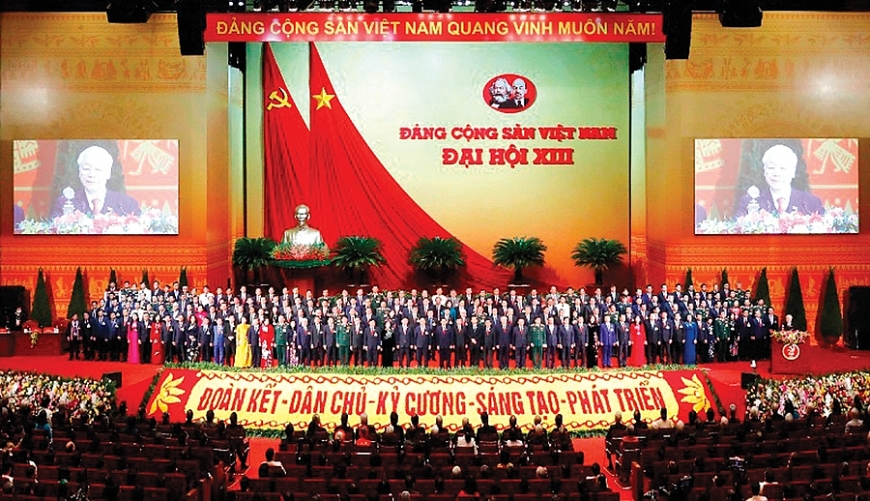 ĐẢNG CỘNG SẢN VIỆT NAM QUANG VINH MUÔN NĂM!
ĐẢNG CỘNG SẢN VIỆT NAM
ĐẠI HỘI XIII
ĐOÀN KẾT-DÂN CHỦ-KỶ CƯƠNG-SÁNG TẠO-PHÁT TRIỂN